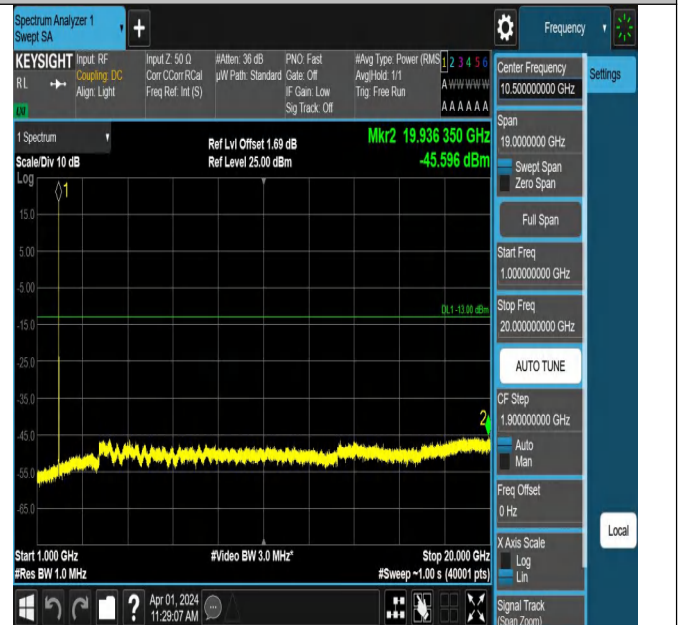 Spectrum Analyzer 1
Swept SA
+
Frequency
KEYSIGHT
RL
Input: RF
Coupling: DC
Align: Light
Input Z: 50 Ω
Corr CCorr RCal
Freq Ref: Int (S)
#Atten: 36 dB
µW Path: Standard
PNO: Fast
Gate: Off
IF Gain: Low
Sig Track: Off
#Avg Type: Power (RMS
Avg|Hold: 1/1
Trig: Free Run
1 2 3 4 5 6
A W W W W W
A A A A A A
1 Spectrum
Scale/Div 10 dB
Log
Ref Lvl Offset 1.69 dB
Ref Level 25.00 dBm
Mkr2 19.936 350 GHz
-45.596 dBm
1
15.0
5.00
-5.00
DL1 -13.00 dBm
-15.0
-25.0
-35.0
2
-45.0
-55.0
-65.0
Start 1.000 GHz
#Res BW 1.0 MHz
#Video BW 3.0 MHz*
Stop 20.000 GHz
#Sweep ~1.00 s (40001 pts)
Apr 01, 2024
11:29:07 AM
?
Center Frequency
10.500000000 GHz
Settings
Span
19.0000000 GHz
Swept Span
Zero Span
Full Span
Start Freq
1.000000000 GHz
Stop Freq
20.000000000 GHz
AUTO TUNE
CF Step
1.900000000 GHz
Auto
Man
Freq Offset
0 Hz
Local
X Axis Scale
Log
Lin
Signal Track
(Span Zoom)